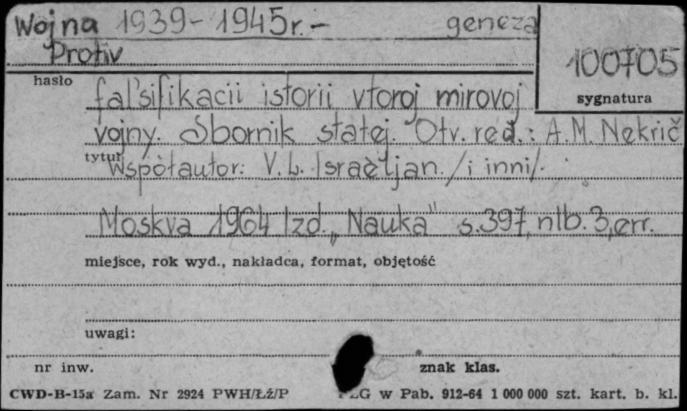 Wojna 1939-1945r.- geneza
Protiv
100705
hasło
sygnatura
fal'sifikacii istorii vtoroj mirovoj
vojny. Sbornik statej. Otv. red.: A.M. Nekrič
tytuł
Współautor: V. L. Israèljan. /i inni/.
Moskva 1964 Izd. „Nauka" s.397, nlb. 3, err.
miejsce, rok wyd., nakładca, format, objętość
uwagi:
nr inw.
znak klas.
CWD-B-15a Zam. Nr 2924 PWH/Łź/P
w Pab. 912-64 1 000 000 szt. kart. b. kl.